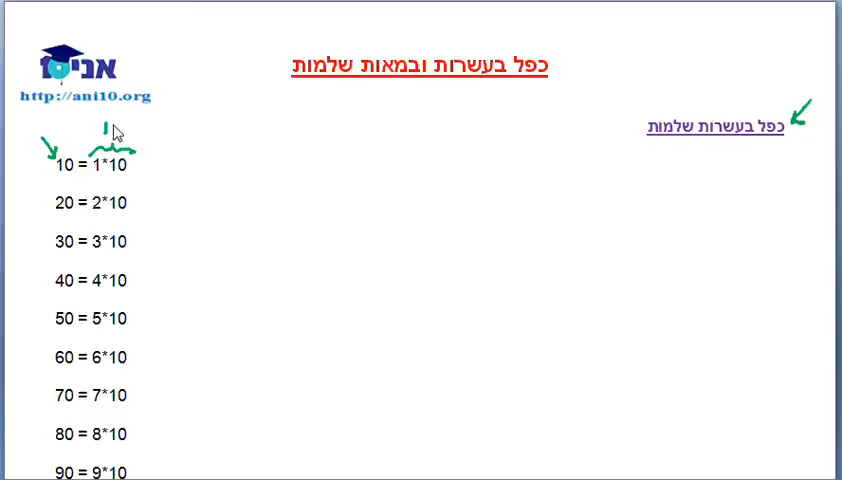 כפל בעשרות ובמאות שלמות
אני10
http://ani10.org
כפל בעשרות שלמות
1
10 = 1*10
20 = 2*10
30 = 3*10
40 = 4*10
50 = 5*10
60 = 6*10
70 = 7*10
80 = 8*10
90 = 9*10